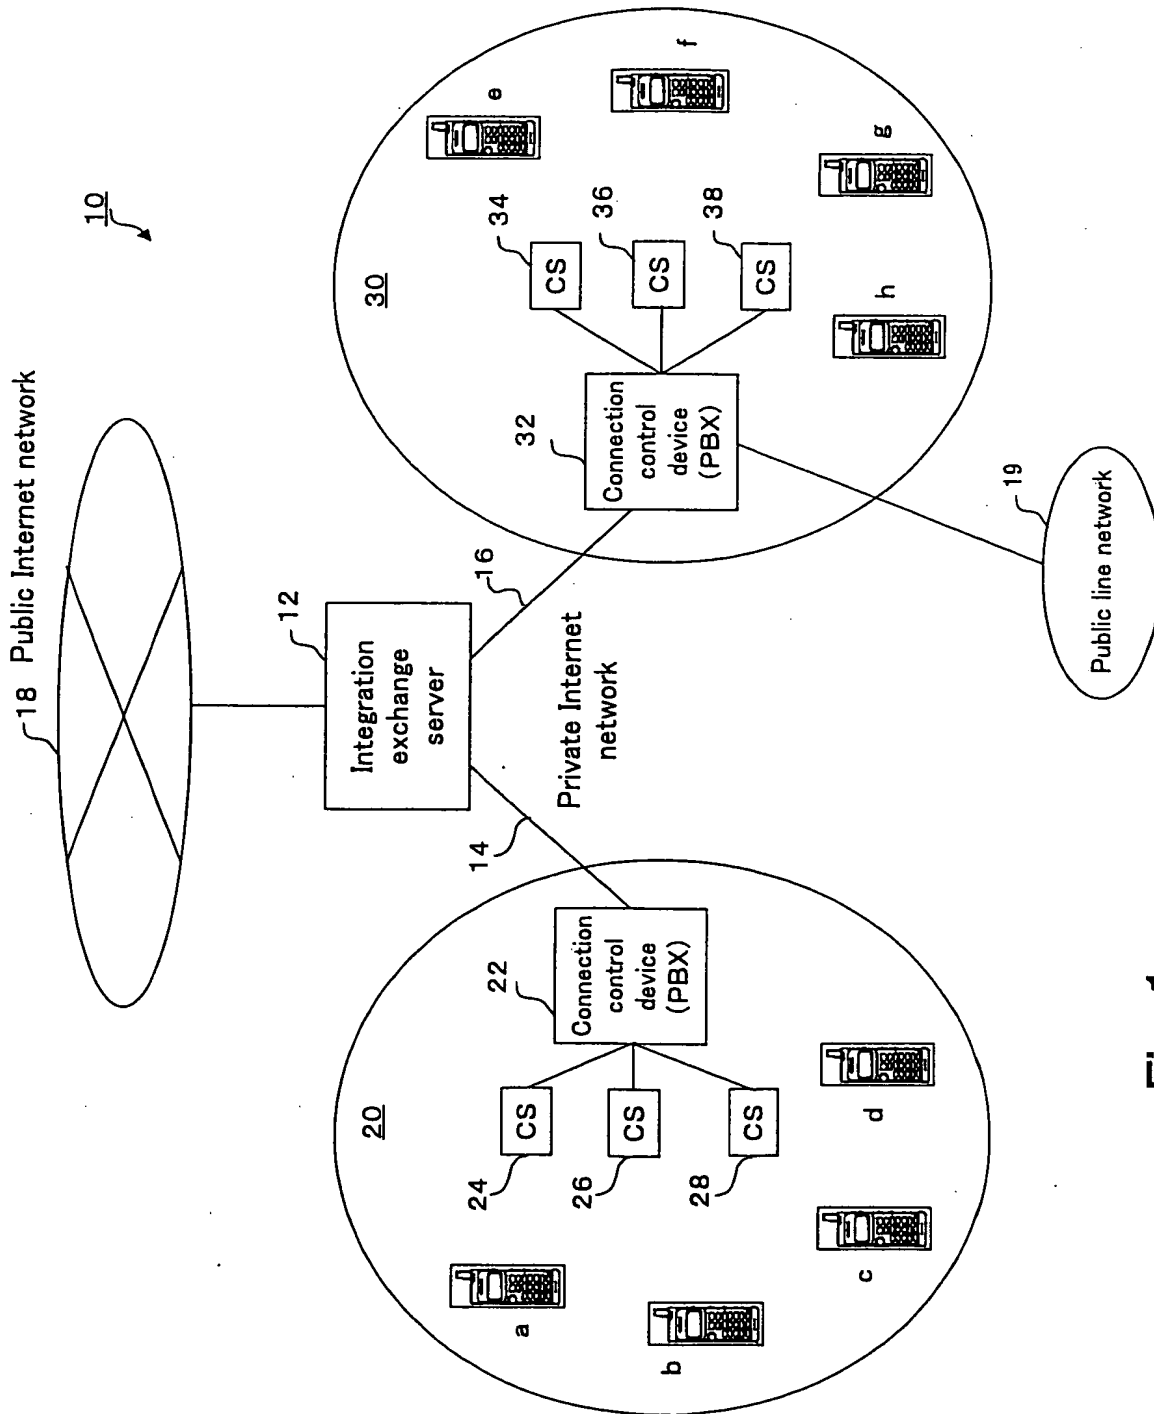 18 Public Internet network
10
12
Integration
exchange
server
14
16
Private Internet
network
20
22
Connection
control
device
(PBX)
24
CS
26
CS
28
CS
a
b
c
d
30
32
Connection
control
device
(PBX)
34
CS
36
CS
38
CS
e
f
g
h
19
Public line network